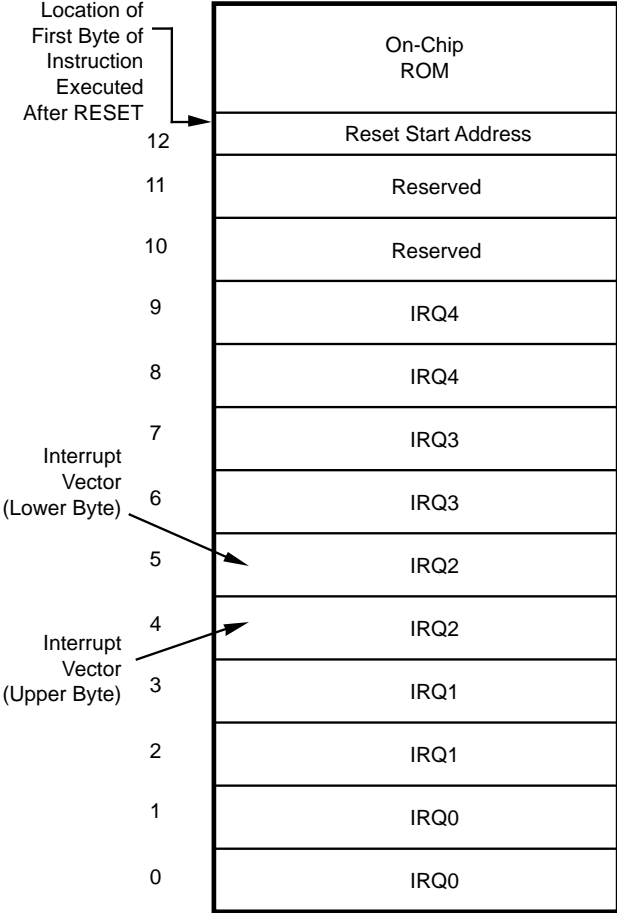 Location of
First Byte of
Instruction
Executed
After RESET
On-Chip
ROM
12
Reset Start Address
11
Reserved
10
Reserved
9
IRQ4
8
IRQ4
7
IRQ3
Interrupt
Vector
(Lower Byte)
6
IRQ3
5
IRQ2
4
IRQ2
Interrupt
Vector
(Upper Byte)
3
IRQ1
2
IRQ1
1
IRQ0
0
IRQ0